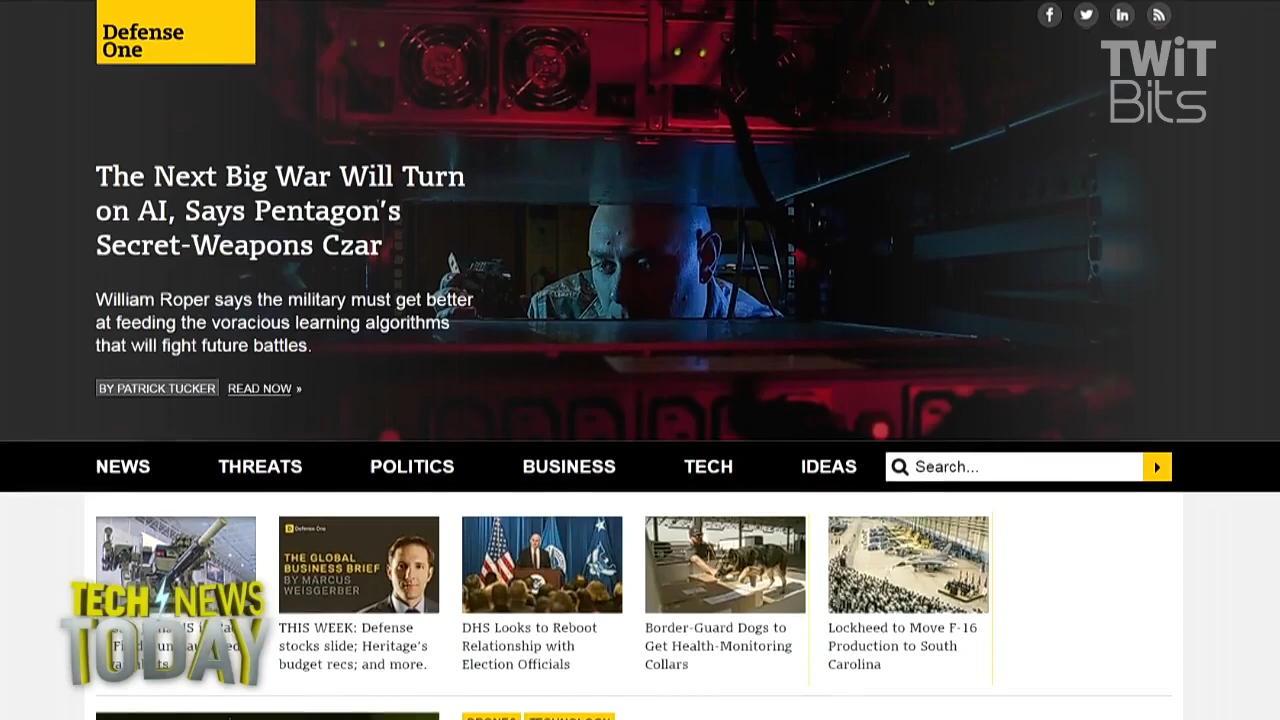 Defense
One
TWiT
Bits
The Next Big War Will Turn
on AI, Says Pentagon's
Secret-Weapons Czar
William Roper says the military must get better
at feeding the voracious learning algorithms
that will fight future battles.
BY PATRICK TUCKER READ NOW »
NEWS THREATS POLITICS BUSINESS TECH IDEAS Search...
Defense One
THE GLOBAL
BUSINESS BRIEF
BY MARCUS
WEISGERBER
TECH NEWS
TODAY
THIS WEEK: Defense
stocks slide; Heritage's
budget recs; and more.
DHS Looks to Reboot
Relationship with
Election Officials
Border-Guard Dogs to
Get Health-Monitoring
Collars
Lockheed to Move F-16
Production to South
Carolina
DRONES TECHNOLOGY